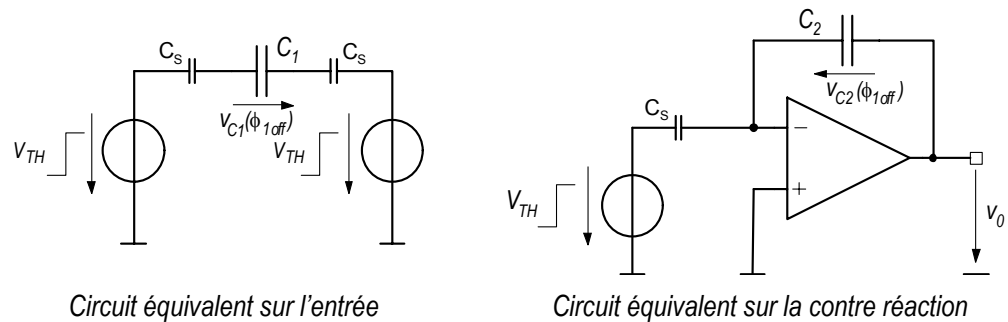 C_S C_1 C_S
v_C1(ϕ_1off)
V_TH V_TH
Circuit équivalent sur l'entrée
C_2
v_C2(ϕ_1off)
C_S
−
+
V_TH
v_0
Circuit équivalent sur la contre réaction